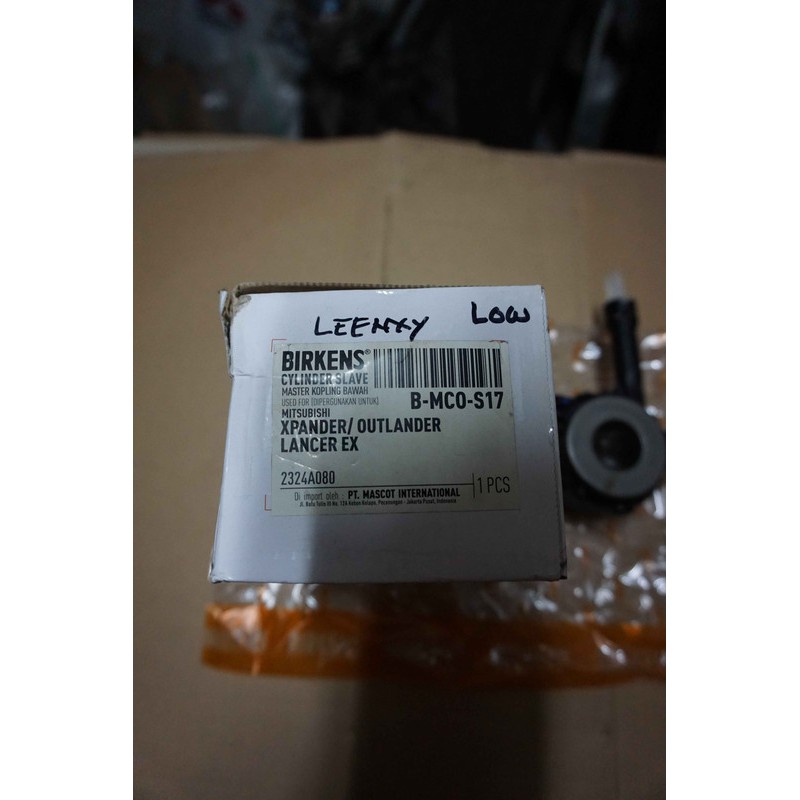 LOW
BIRKENS®
CYLINDER SLAVE
MASTER KOPLING BAWAH
USED FOR (DIPERGUNAKAN UNTUK)
B-MCO-S17
MITSUBISHI
XPANDER/ OUTLANDER
LANCER EX
2324A080
1 PCS
Di import oleh : PT. MASCOT INTERNATIONAL